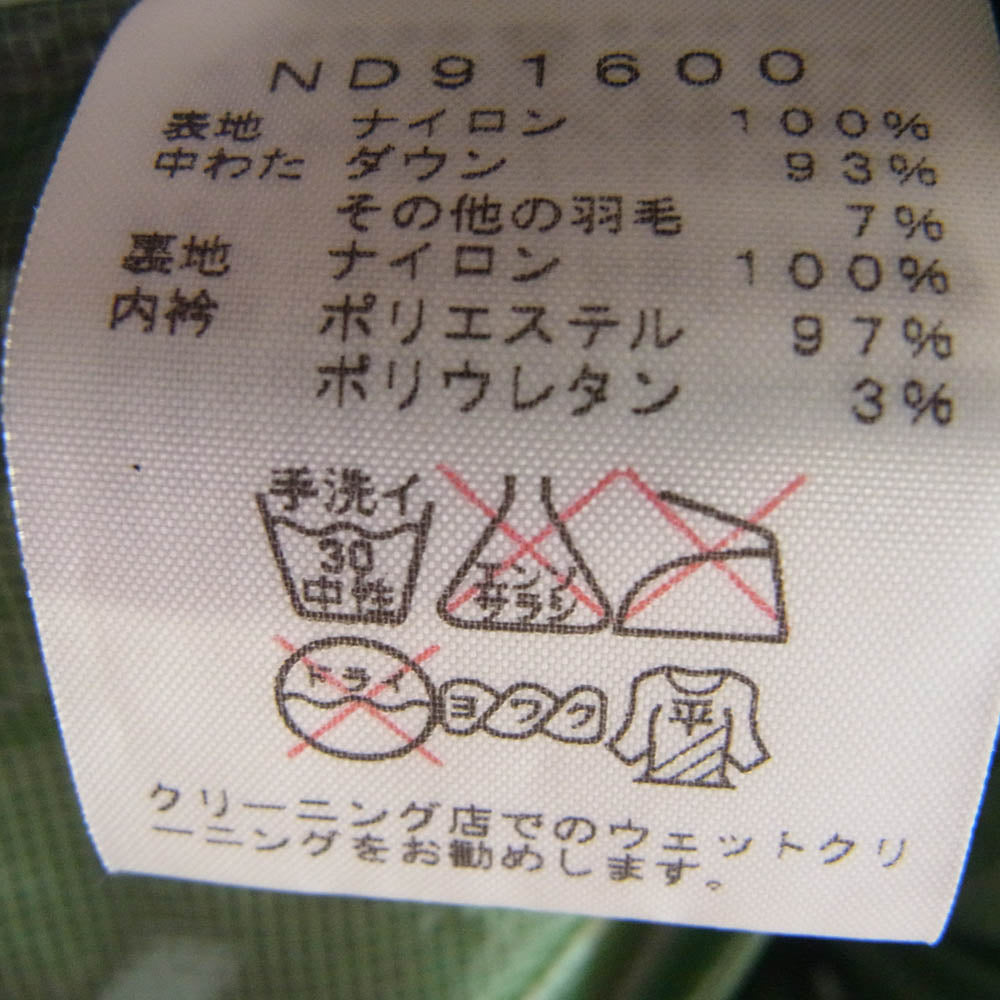 ND91600
表地 ナイロン 100%
中わた ダウン 93%
その他の羽毛 7%
裏地 ナイロン 100%
内衿 ポリエステル 97%
ポリウレタン 3%
手洗イ
30
中性
エンソ
サラシ
ドライ
ヨワク
平
クリーニング店でのウェットクリ
ーニングをお勧めします。